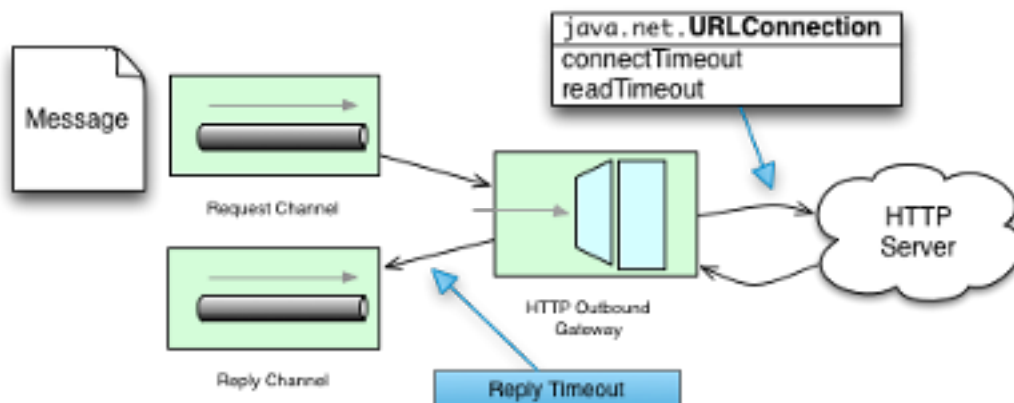 java.net.URLConnection
connectTimeout
readTimeout
Message
Request Channel
HTTP
Server
HTTP Outbound
Gateway
Reply Channel
Reply Timeout